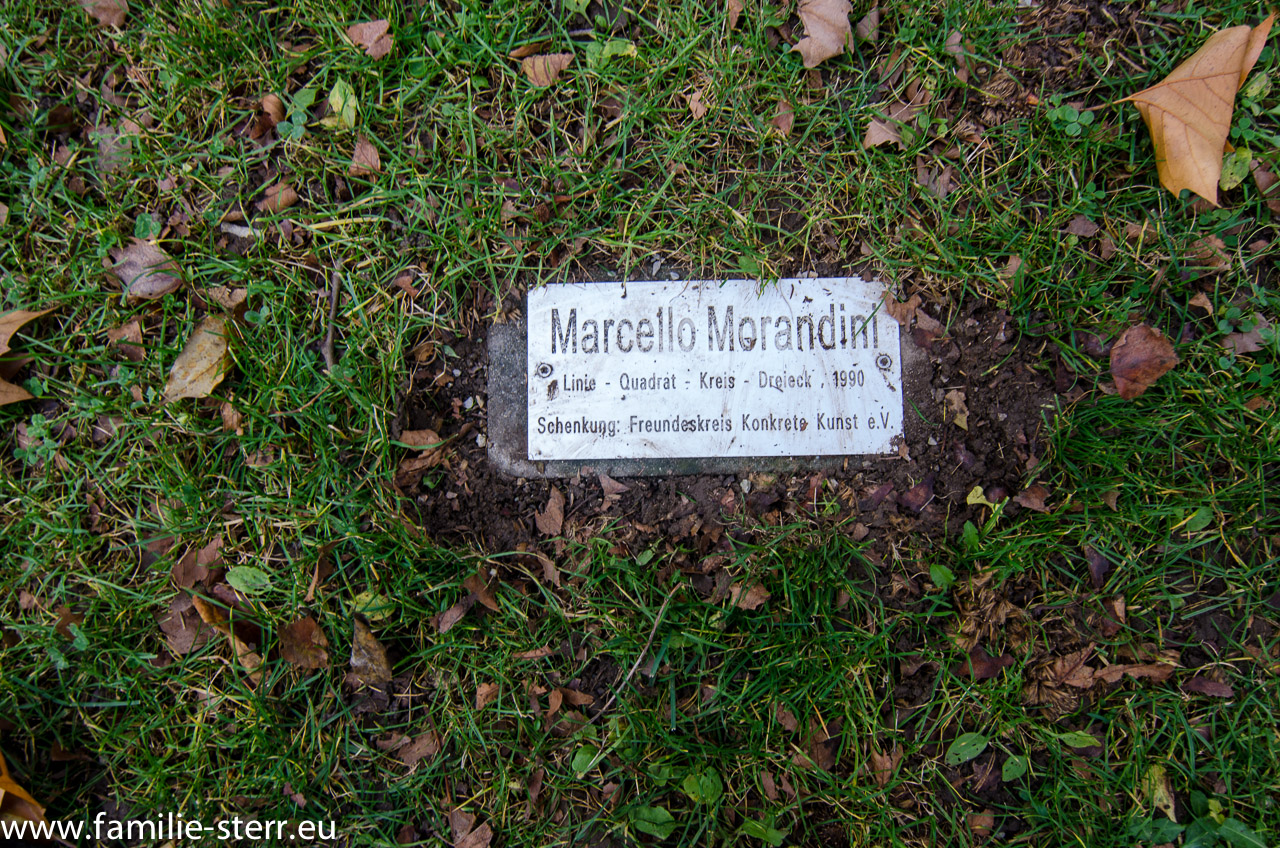 Marcello Morandini
Linie - Quadrat - Kreis - Dreieck , 1990
Schenkung: Freundeskreis Konkrete Kunst e.V.
www.familie-sterr.eu